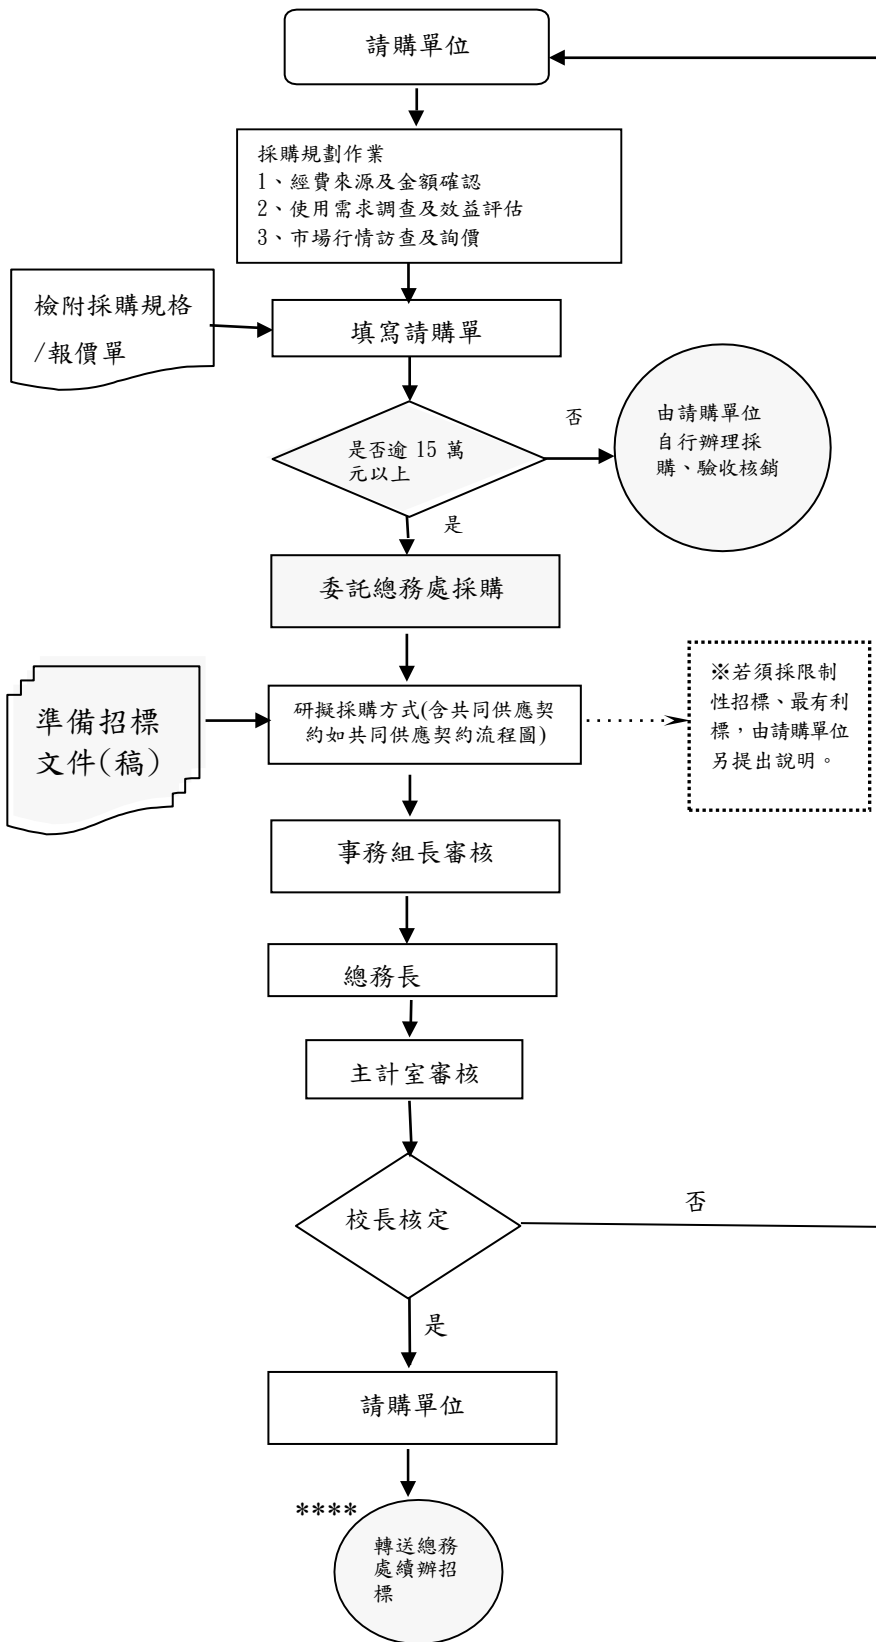 請購單位
採購規劃作業
1、經費來源及金額確認
2、使用需求調查及效益評估
3、市場行情訪查及詢價
檢附採購規格
/報價單
填寫請購單
是否逾 15 萬
元以上
否
由請購單位
自行辦理採
購、驗收核銷
是
委託總務處採購
準備招標
文件(稿)
研擬採購方式(含共同供應契
約如共同供應契約流程圖)
※若須採限制
性招標、最有利
標，由請購單位
另提出說明。
事務組長審核
總務長
主計室審核
校長核定
否
是
請購單位
****
轉送總務
處續辦招
標